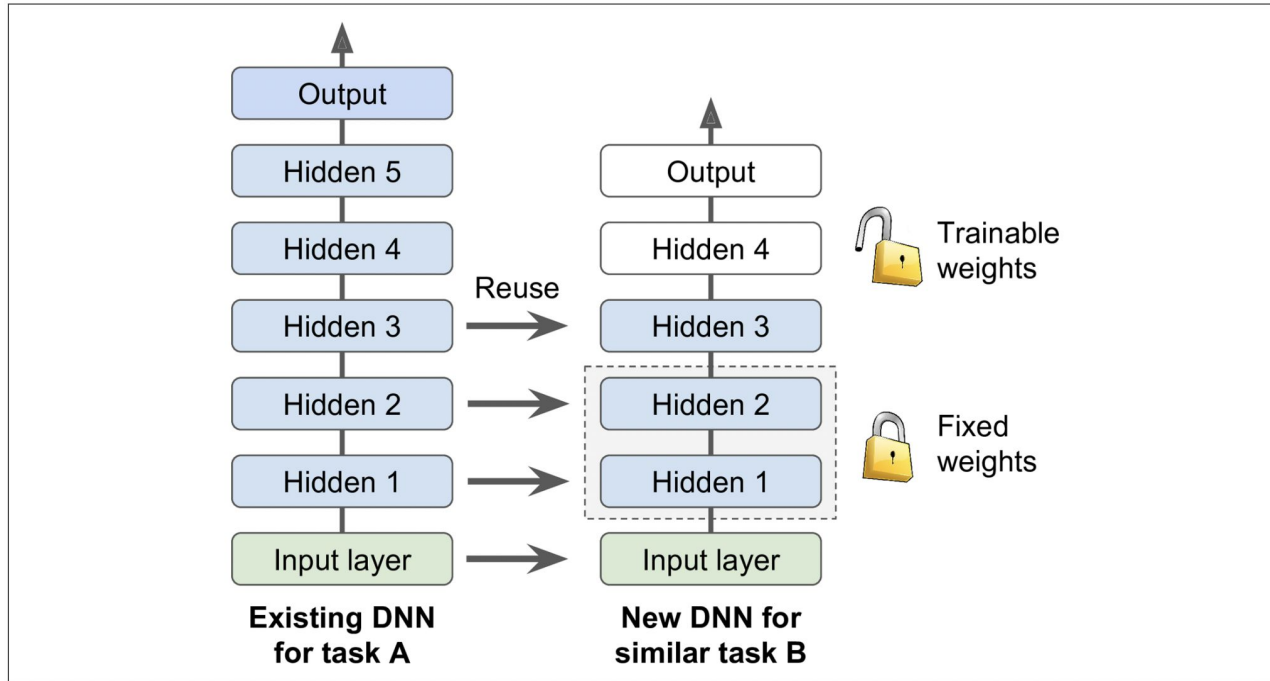 Output
Hidden 5
Hidden 4
Hidden 3
Hidden 2
Hidden 1
Input layer
Existing DNN
for task A
Reuse
Output
Hidden 4
Hidden 3
Hidden 2
Hidden 1
Input layer
New DNN for
similar task B
Trainable
weights
Fixed
weights